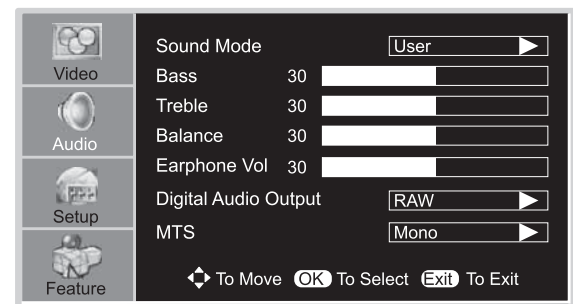 Video
Audio
Setup
Feature
Sound Mode User
Bass 30
Treble 30
Balance 30
Earphone Vol 30
Digital Audio Output RAW
MTS Mono
To Move OK To Select Exit To Exit